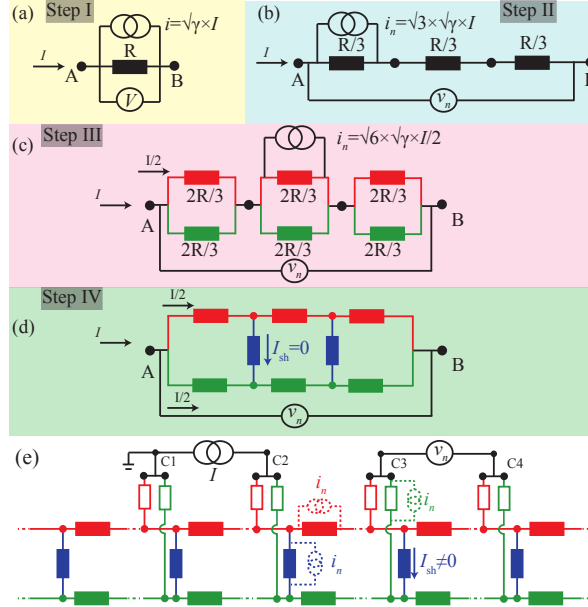 (a) Step I
i=√γ×I
I
R
A
B
V
(b) Step II
i_n=√3×√γ×I
I
R/3
R/3
R/3
A
v_n
(c) Step III
i_n=√6×√γ×I/2
I/2
I
2R/3
2R/3
2R/3
A
B
2R/3
2R/3
2R/3
v_n
Step IV
(d)
I/2
I
A
I_sh=0
B
I/2
v_n
(e)
C1
I
C2
C3
v_n
C4
i_n
i_n
i_n
I_sh≠0